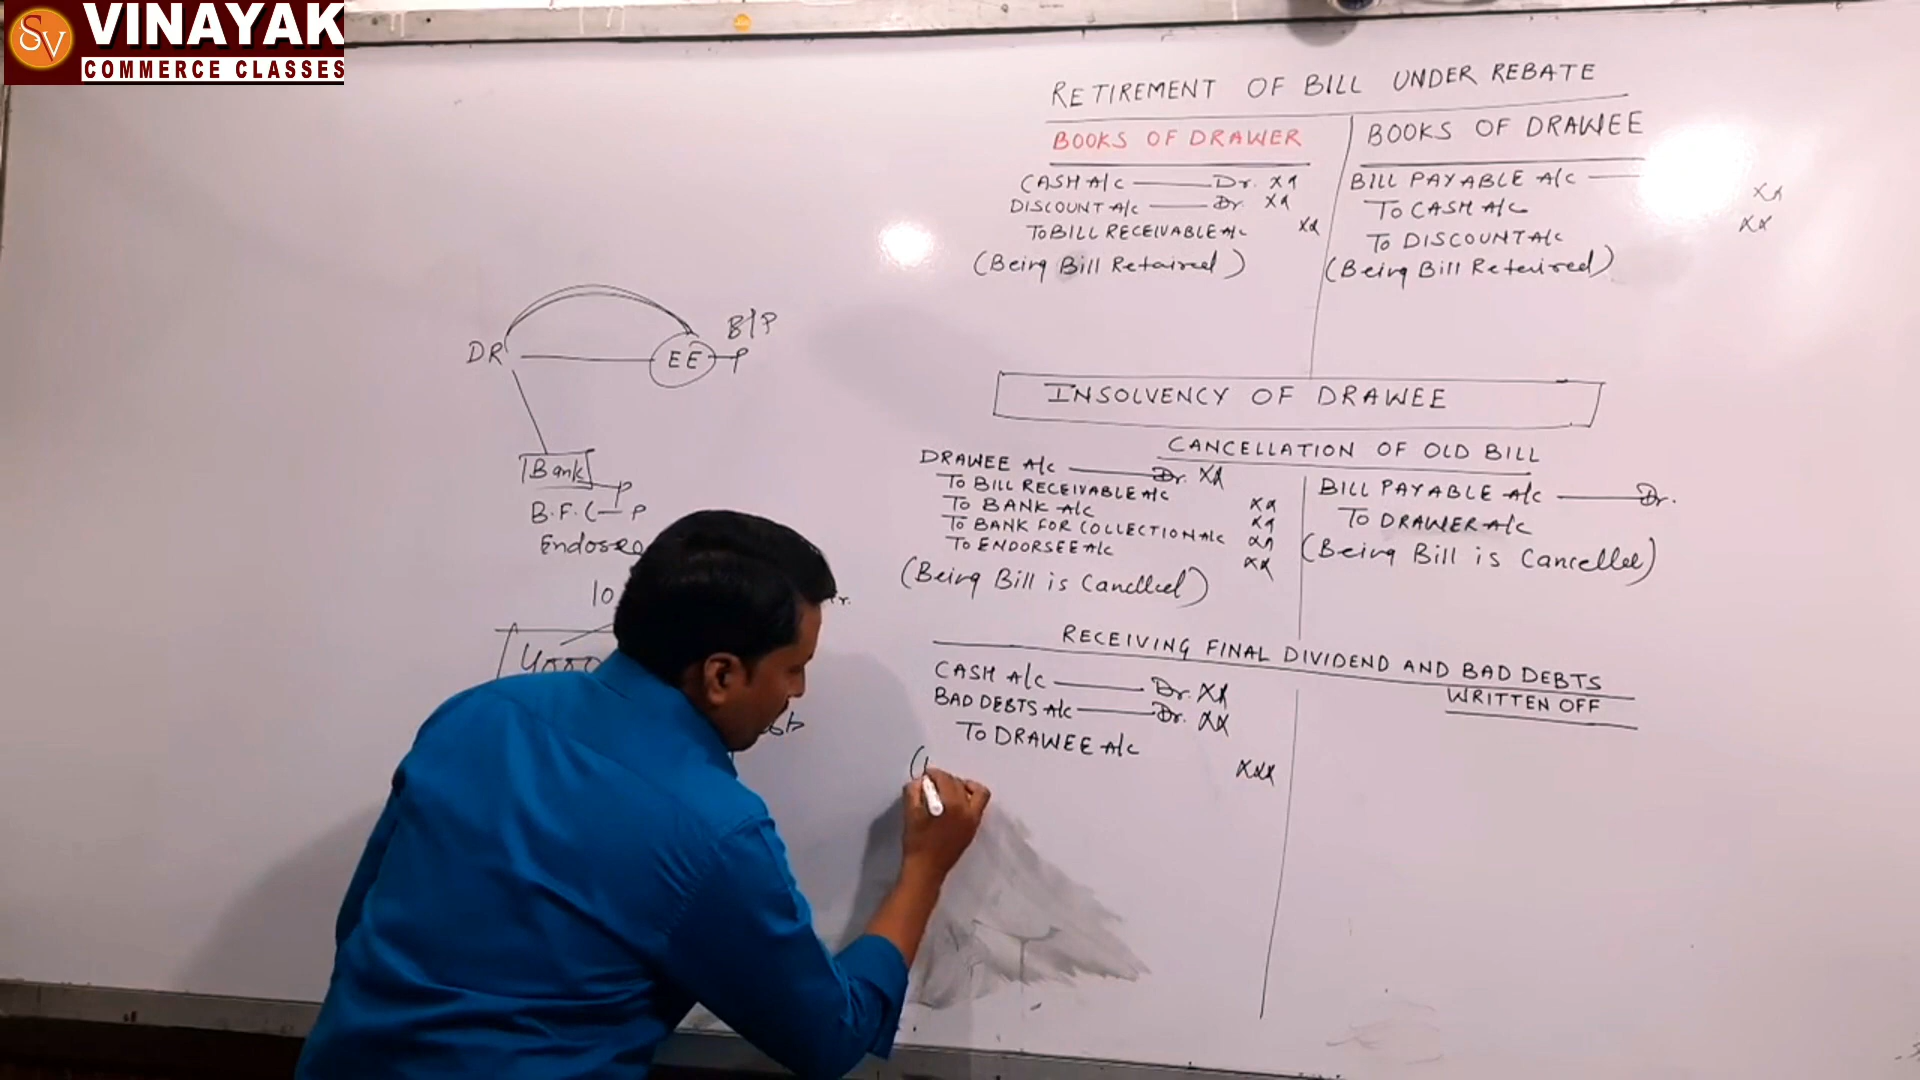 SV VINAYAK
COMMERCE CLASSES
RETIREMENT OF BILL UNDER REBATE
BOOKS OF DRAWER
CASH A/c Dr. XX
DISCOUNT A/c Dr. XX
TO BILL RECEIVABLE A/c XX
(Being Bill Retaired)
BOOKS OF DRAWEE
BILL PAYABLE A/c
TO CASH A/c XX
TO DISCOUNT A/c XX
(Being Bill Reteired)
DR
EE
B/P
P
Bank P
B.F.C P
10
INSOLVENCY OF DRAWEE
CANCELLATION OF OLD BILL
DRAWEE A/c Dr. XX
TO BILL RECEIVABLE A/c XX
TO BANK A/c XX
TO BANK FOR COLLECTION A/c XX
TO ENDORSEE A/c XX
(Being Bill is Cancelled)
BILL PAYABLE A/c Dr.
TO DRAWER A/c
(Being Bill is Cancelled)
RECEIVING FINAL DIVIDEND AND BAD DEBTS
WRITTEN OFF
CASH A/c Dr. XX
BAD DEBTS A/c Dr. XX
TO DRAWEE A/c
XXX